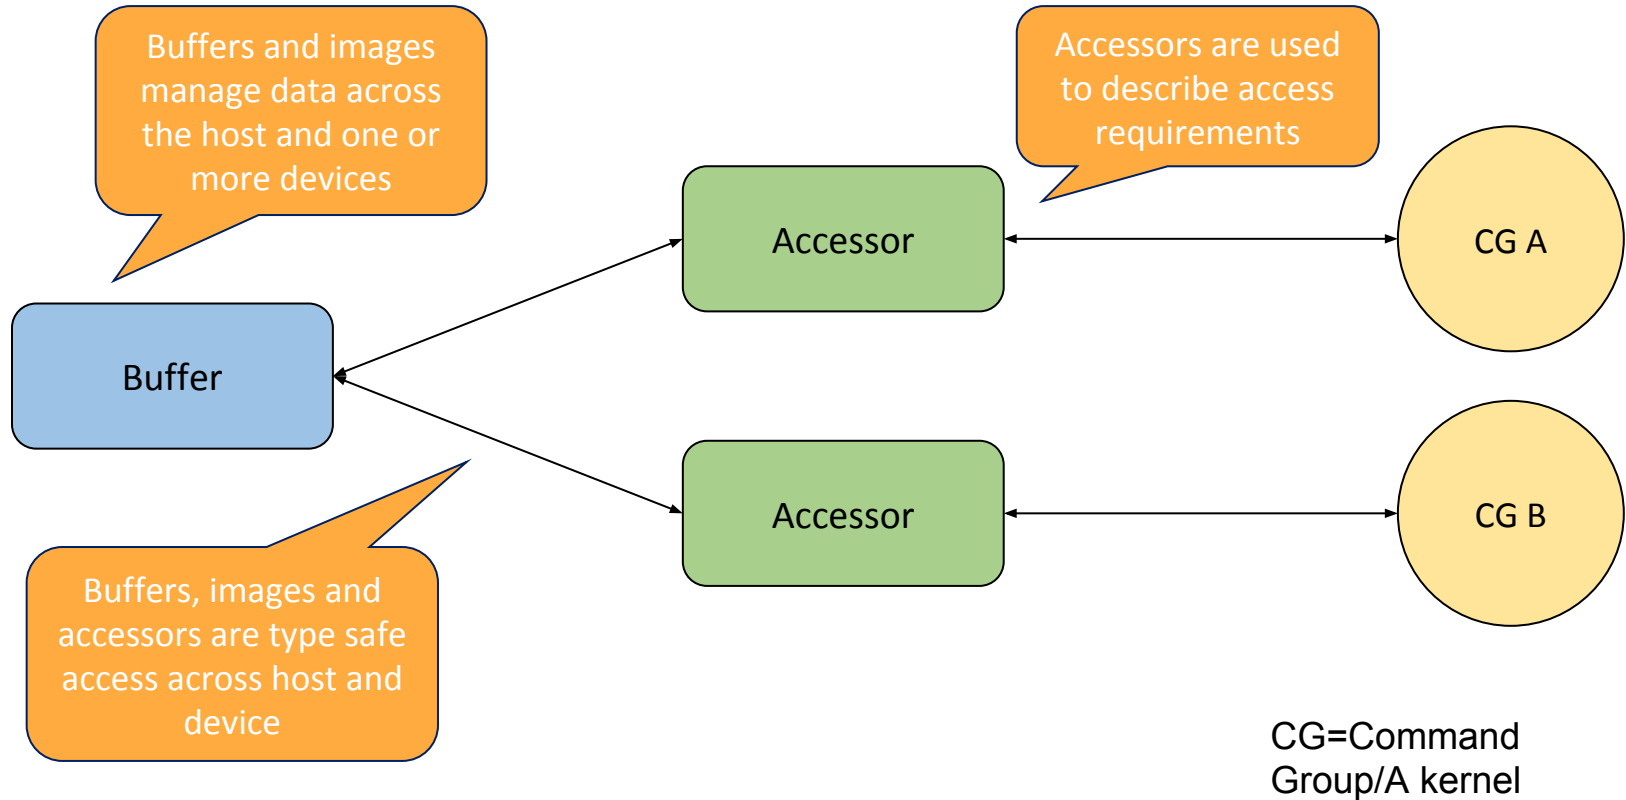 Buffers and images
manage data across
the host and one or
more devices
Accessors are used
to describe access
requirements
Accessor
CG A
Buffer
Accessor
CG B
Buffers, images and
accessors are type safe
access across host and
device
CG=Command
Group/A kernel